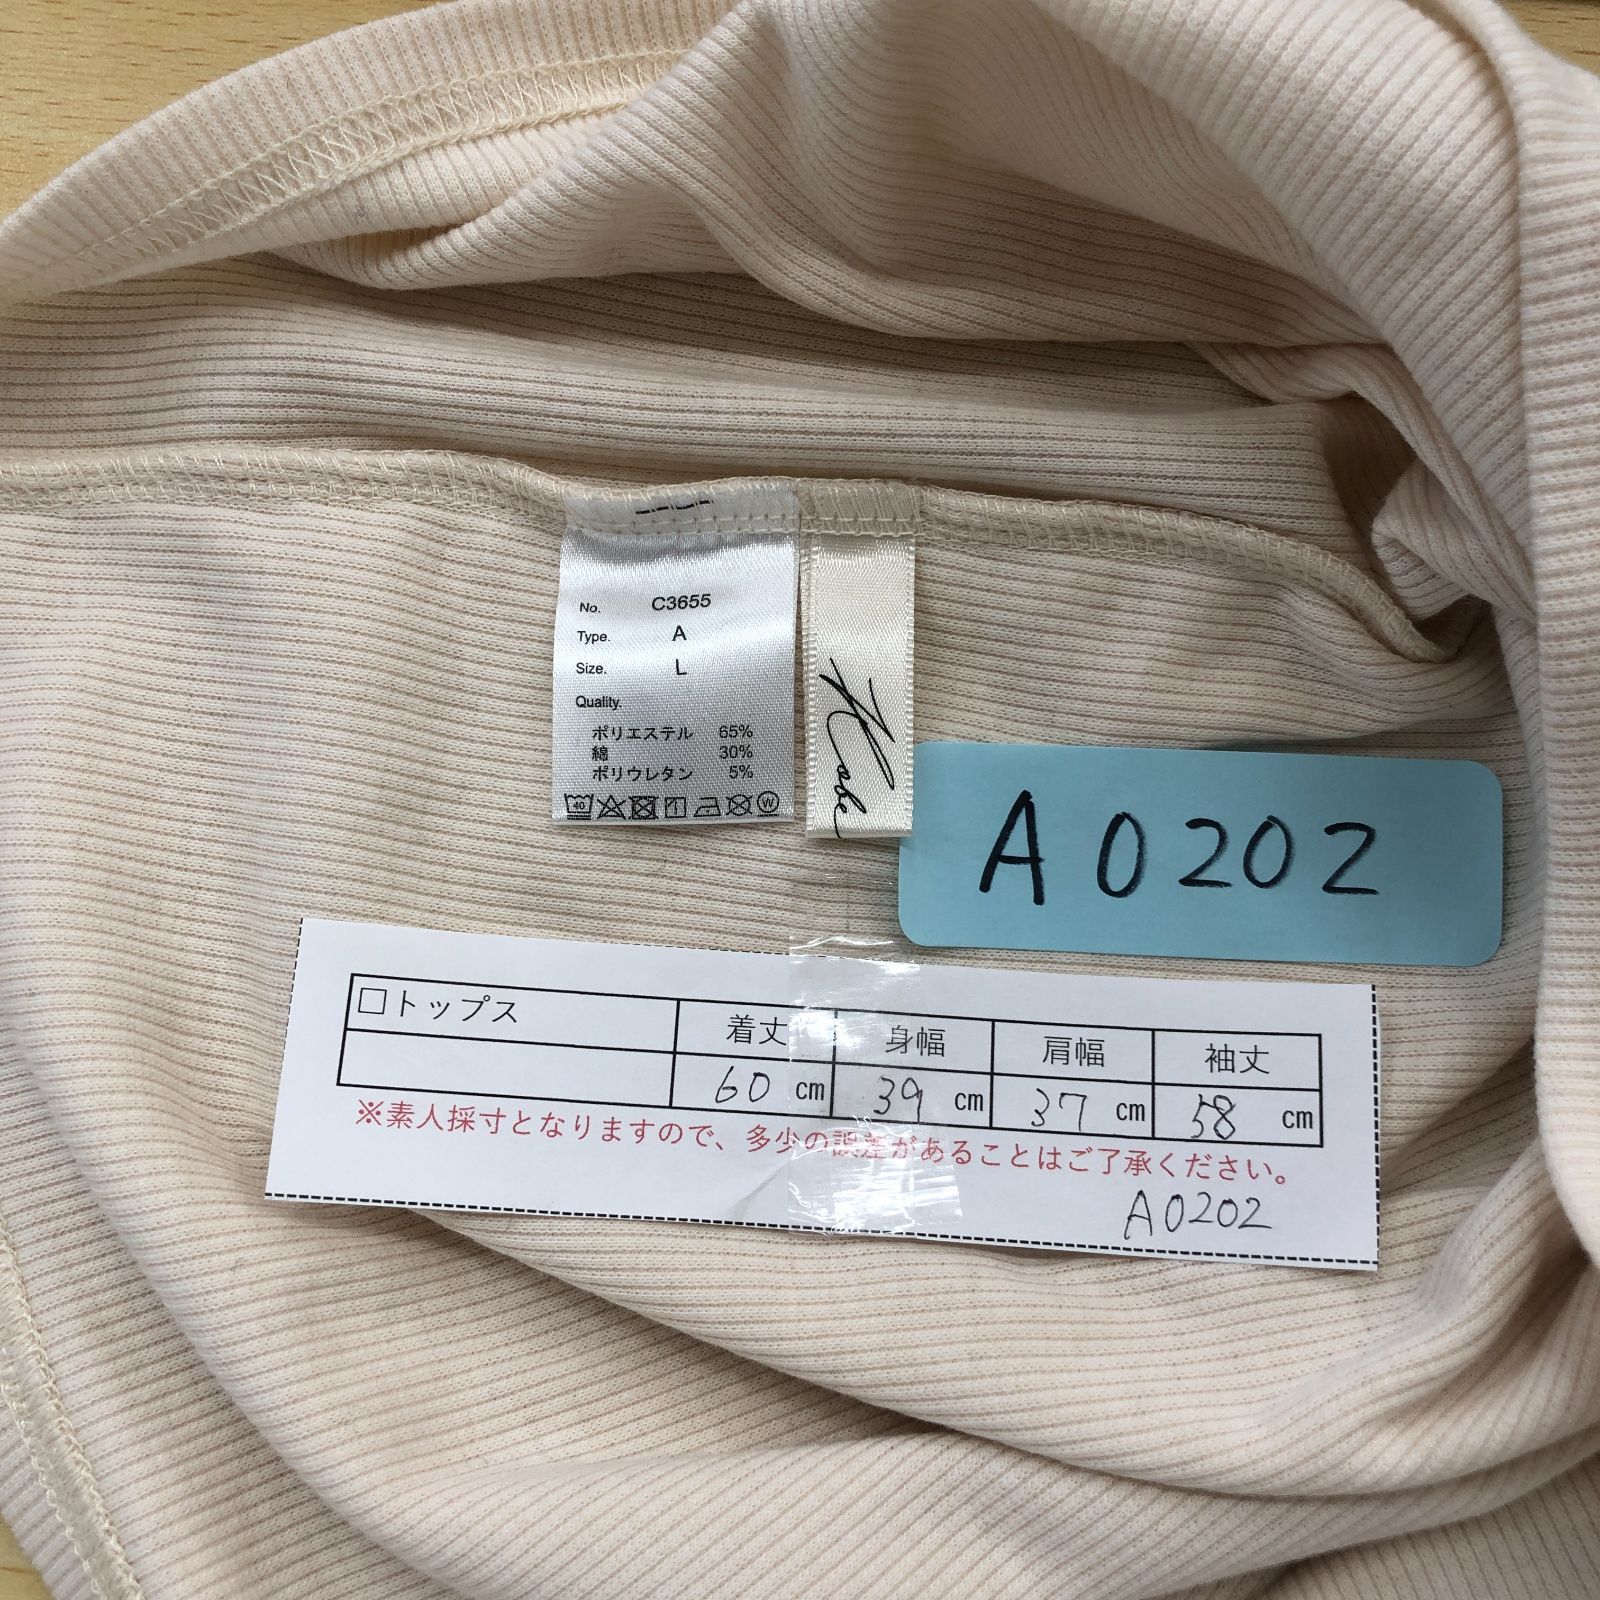 No. C3655
Type. A
Size. L
Quality.
ポリエステル 65%
綿 30%
ポリウレタン 5%
40
W
Kobe
A0202
□トップス 着丈 身幅 肩幅 袖丈
60 cm 39 cm 37 cm 58 cm
※素人採寸となりますので、多少の誤差があることはご了承ください。
A0202